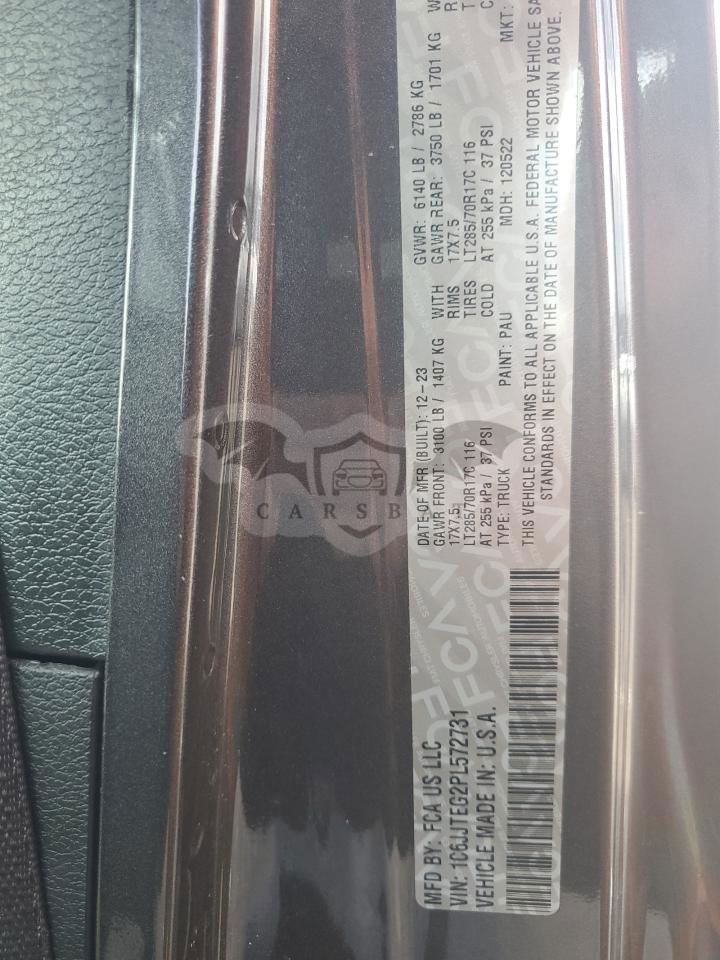 MFD BY: FCA US LLC
VIN: 1C6JJTEG2PL572731
VEHICLE MADE IN: U.S.A.
DATE OF MFR (BUILT): 12-23 GVWR: 6140 LB / 2786 KG
GAWR FRONT: 3100 LB / 1407 KG WITH GAWR REAR: 3750 LB / 1701 KG W
17X7.5 RIMS 17X7.5 R
LT285/70R17C 116 TIRES LT285/70R17C 116 T
AT 255 kPa / 37 PSI COLD AT 255 kPa / 37 PSI C
TYPE: TRUCK PAINT: PAU MDH: 120522 MKT:
THIS VEHICLE CONFORMS TO ALL APPLICABLE U.S.A. FEDERAL MOTOR VEHICLE SA
STANDARDS IN EFFECT ON THE DATE OF MANUFACTURE SHOWN ABOVE.
CARSB